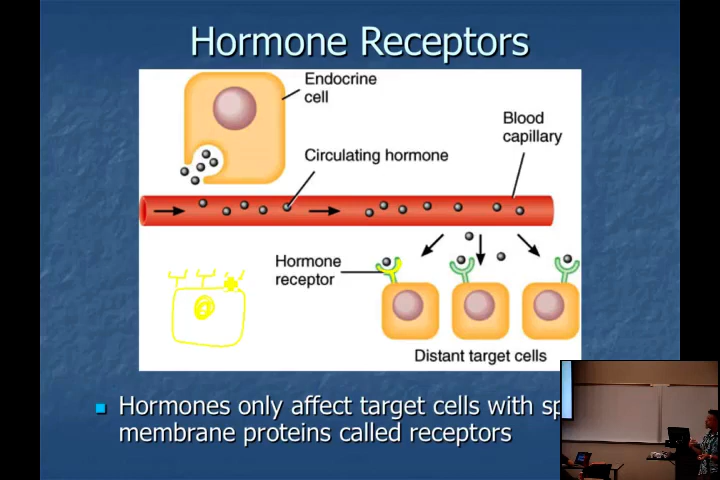 Hormone Receptors
Endocrine
cell
Blood
capillary
Circulating hormone
Hormone
receptor
Distant target cells
Hormones only affect target cells with
membrane proteins called receptors